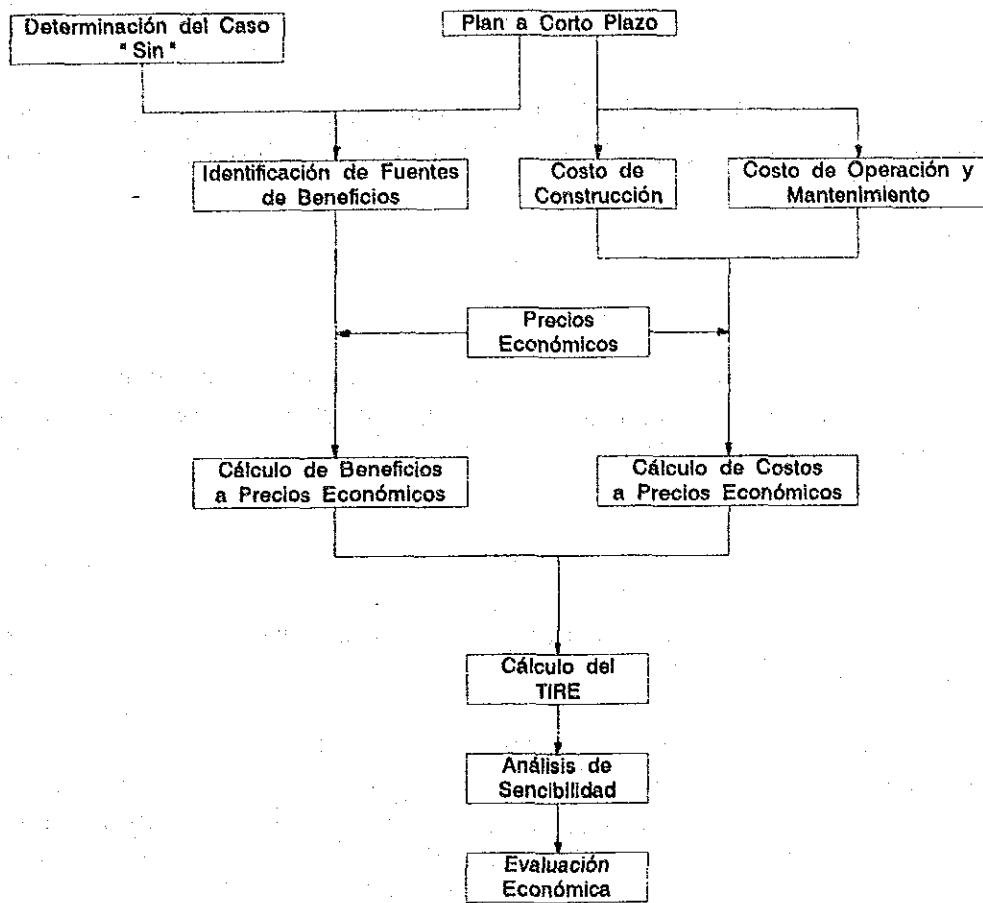 Determinación del Caso
"Sin"
Plan a Corto Plazo
Identificación de Fuentes
de Beneficios
Costo de
Construcción
Costo de Operación y
Mantenimiento
Precios
Económicos
Cálculo de Beneficios
a Precios Económicos
Cálculo de Costos
a Precios Económicos
Cálculo del
TIRE
Análisis de
Sencibilidad
Evaluación
Económica